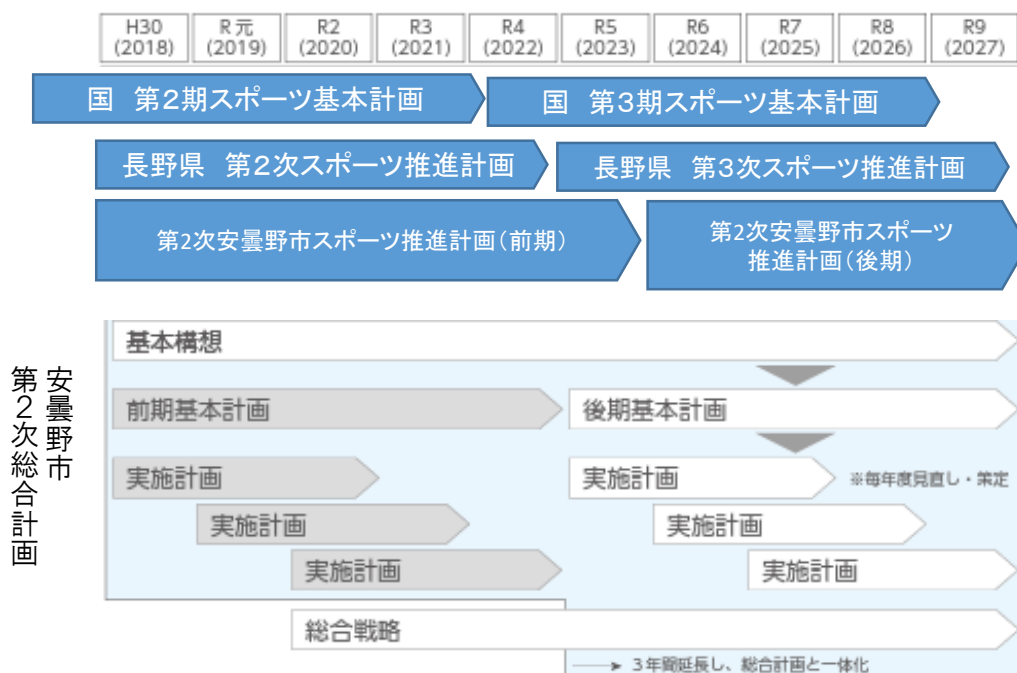 H30 R元 R2 R3 R4 R5 R6 R7 R8 R9
(2018) (2019) (2020) (2021) (2022) (2023) (2024) (2025) (2026) (2027)
国 第2期スポーツ基本計画
国 第3期スポーツ基本計画
長野県 第2次スポーツ推進計画
長野県 第3次スポーツ推進計画
第2次安曇野市スポーツ推進計画(前期)
第2次安曇野市スポーツ
推進計画(後期)
安曇野市
第2次総合計画
基本構想
前期基本計画
後期基本計画
実施計画
実施計画
※毎年度見直し・策定
実施計画
実施計画
実施計画
実施計画
総合戦略
3年間延長し、総合計画と一体化